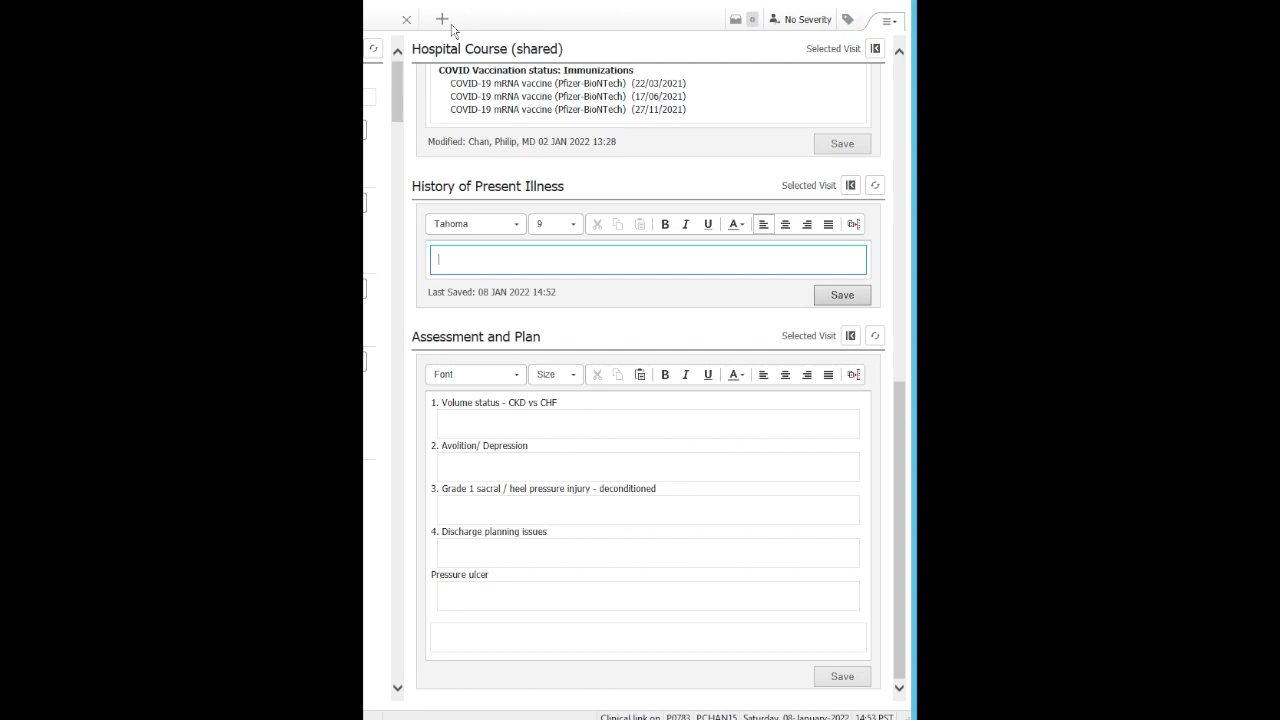 0 No Severity
Hospital Course (shared) Selected Visit
COVID Vaccination status: Immunizations
COVID-19 mRNA vaccine (Pfizer-BioNTech) (22/03/2021)
COVID-19 mRNA vaccine (Pfizer-BioNTech) (17/06/2021)
COVID-19 mRNA vaccine (Pfizer-BioNTech) (27/11/2021)
Modified: Chan, Philip, MD 02 JAN 2022 13:28 Save
History of Present Illness Selected Visit
Tahoma 9 B I U A
Last Saved: 08 JAN 2022 14:52 Save
Assessment and Plan Selected Visit
Font Size B I U A
1. Volume status - CKD vs CHF
2. Avolition/ Depression
3. Grade 1 sacral / heel pressure injury - deconditioned
4. Discharge planning issues
Pressure ulcer
Save
Clinical link on P0783 PCHAN15 Saturday, 08-January-2022 14:53 PST